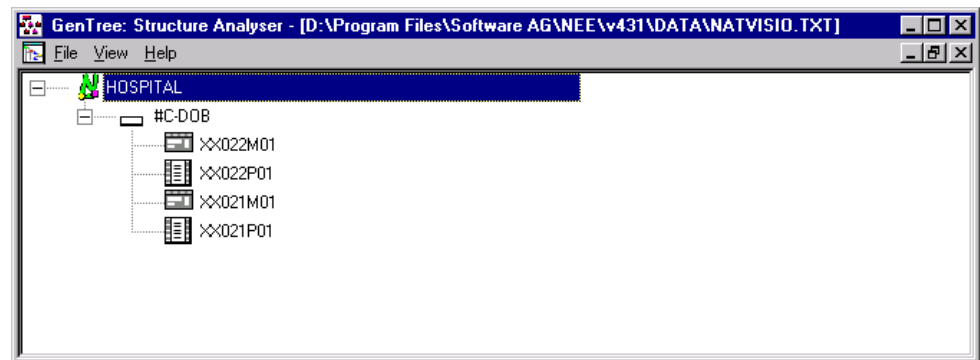 GenTree: Structure Analyser - [D:\Program Files\Software AG\NEE\v431\DATA\NATVISIO.TXT]
File View Help
HOSPITAL
#C-DOB
XX022M01
XX022P01
XX021M01
XX021P01